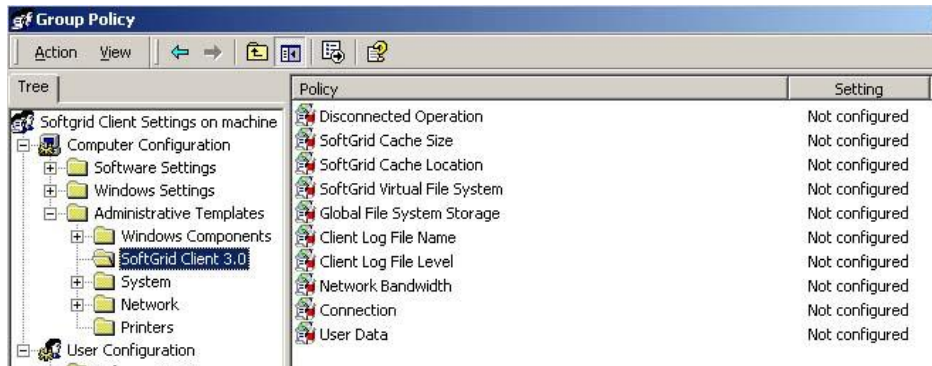 Group Policy
Action View
Tree
Softgrid Client Settings on machine
Computer Configuration
Software Settings
Windows Settings
Administrative Templates
Windows Components
SoftGrid Client 3.0
System
Network
Printers
User Configuration
Policy Setting
Disconnected Operation Not configured
SoftGrid Cache Size Not configured
SoftGrid Cache Location Not configured
SoftGrid Virtual File System Not configured
Global File System Storage Not configured
Client Log File Name Not configured
Client Log File Level Not configured
Network Bandwidth Not configured
Connection Not configured
User Data Not configured